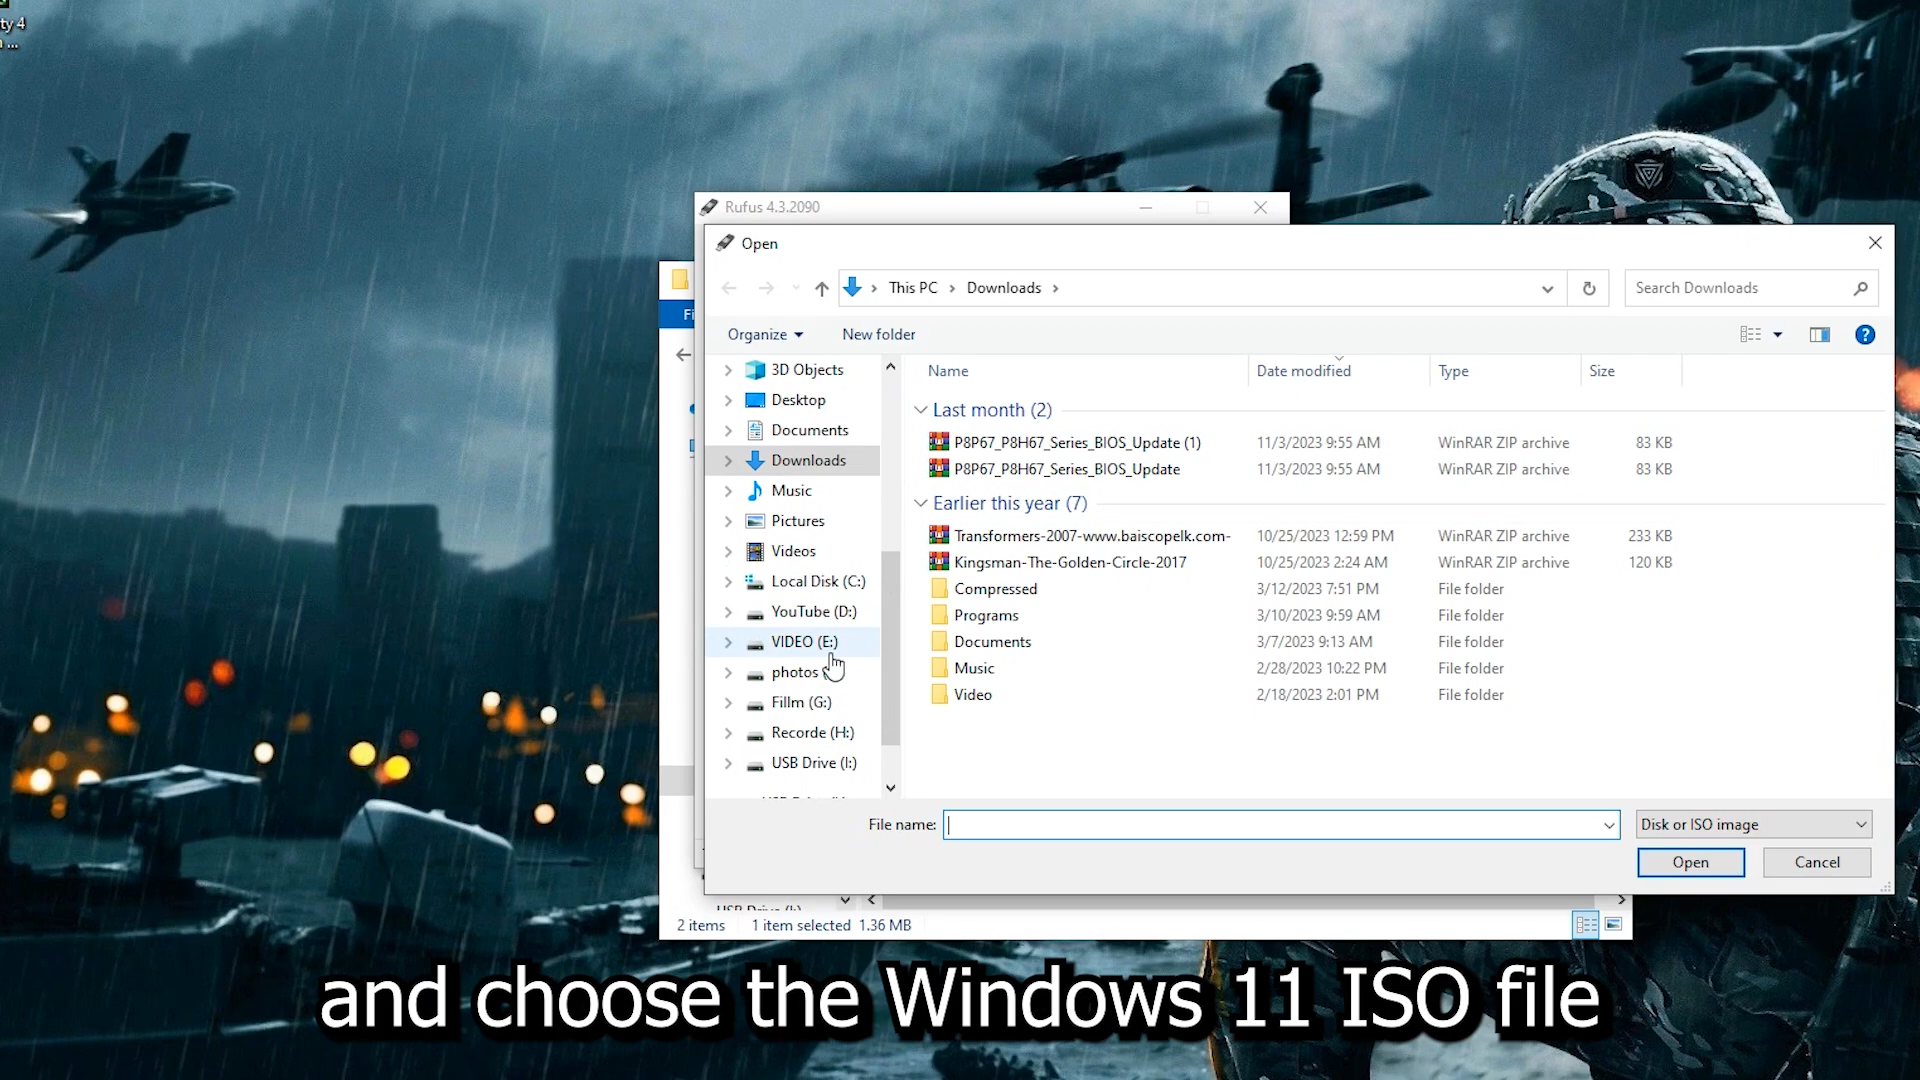 ty 4
...
Rufus 4.3.2090
Open
This PC > Downloads >
Search Downloads
Organize
New folder
Name
Date modified
Type
Size
3D Objects
Desktop
Documents
Downloads
Music
Pictures
Videos
Local Disk (C:)
YouTube (D:)
VIDEO (E:)
photos
Fillm (G:)
Recorde (H:)
USB Drive (I:)
Last month (2)
P8P67_P8H67_Series_BIOS_Update (1) 11/3/2023 9:55 AM WinRAR ZIP archive 83 KB
P8P67_P8H67_Series_BIOS_Update 11/3/2023 9:55 AM WinRAR ZIP archive 83 KB
Earlier this year (7)
Transformers-2007-www.baiscopelk.com- 10/25/2023 12:59 PM WinRAR ZIP archive 233 KB
Kingsman-The-Golden-Circle-2017 10/25/2023 2:24 AM WinRAR ZIP archive 120 KB
Compressed 3/12/2023 7:51 PM File folder
Programs 3/10/2023 9:59 AM File folder
Documents 3/7/2023 9:13 AM File folder
Music 2/28/2023 10:22 PM File folder
Video 2/18/2023 2:01 PM File folder
File name:
Disk or ISO image
Open
Cancel
2 items 1 item selected 1.36 MB
and choose the Windows 11 ISO file